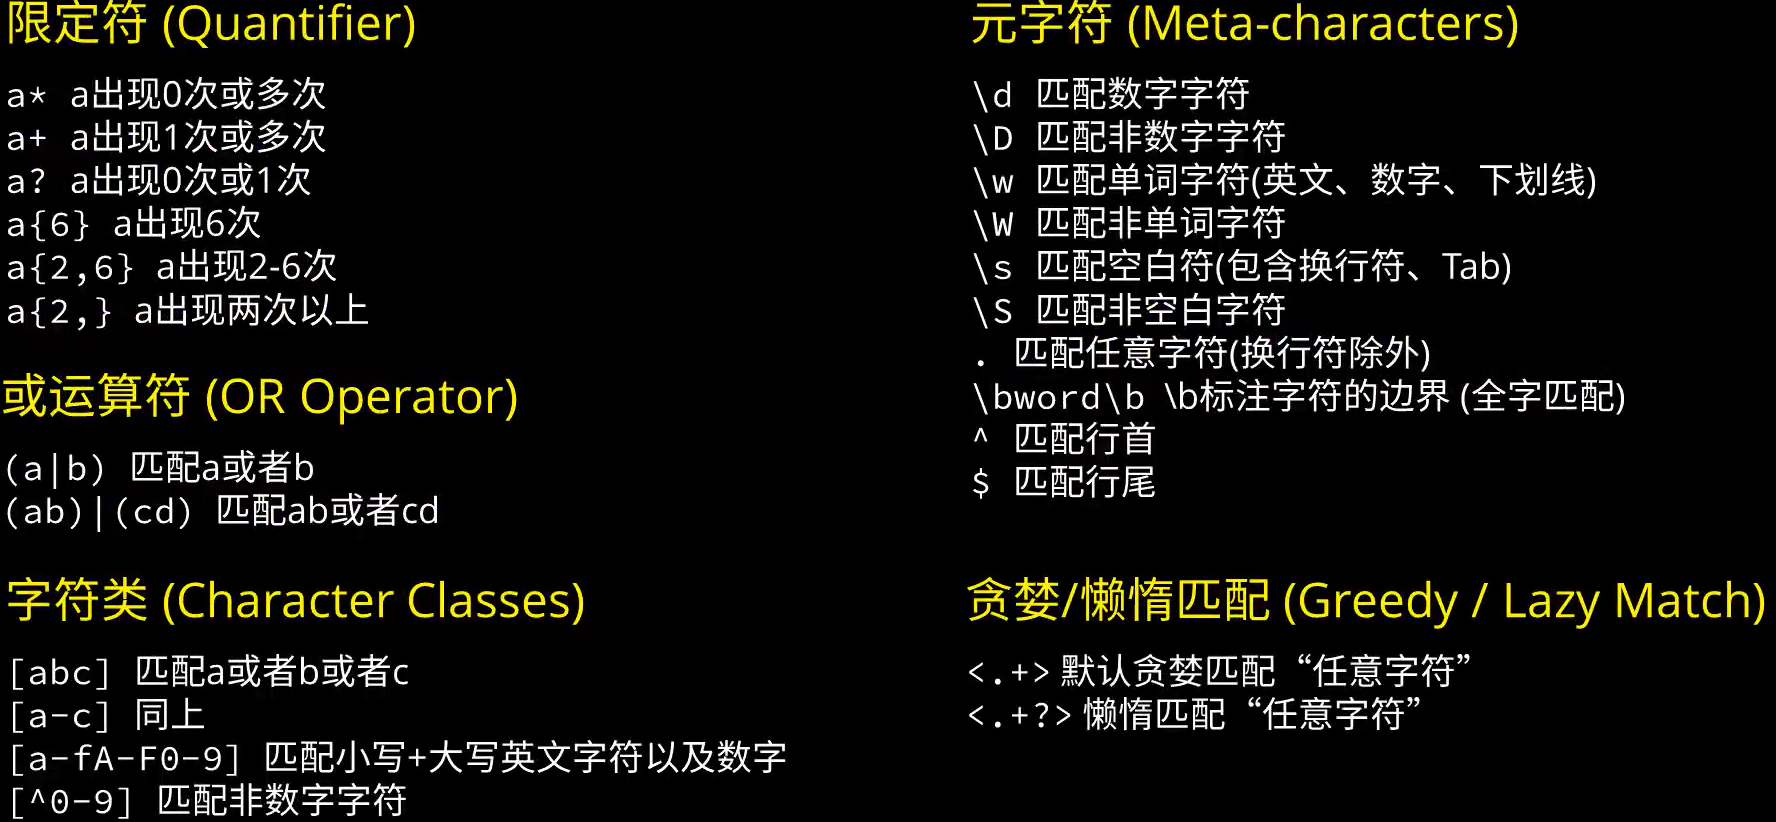 限定符 (Quantifier)
a* a出现0次或多次
a+ a出现1次或多次
a? a出现0次或1次
a{6} a出现6次
a{2,6} a出现2-6次
a{2,} a出现两次以上
或运算符 (OR Operator)
(a|b) 匹配a或者b
(ab)|(cd) 匹配ab或者cd
字符类 (Character Classes)
[abc] 匹配a或者b或者c
[a-c] 同上
[a-fA-F0-9] 匹配小写+大写英文字符以及数字
[^0-9] 匹配非数字字符
元字符 (Meta-characters)
\d 匹配数字字符
\D 匹配非数字字符
\w 匹配单词字符(英文、数字、下划线)
\W 匹配非单词字符
\s 匹配空白符(包含换行符、Tab)
\S 匹配非空白字符
. 匹配任意字符(换行符除外)
\bword\b \b标注字符的边界 (全字匹配)
^ 匹配行首
$ 匹配行尾
贪婪/懒惰匹配 (Greedy / Lazy Match)
<.+> 默认贪婪匹配“任意字符”
<.+?> 懒惰匹配“任意字符”